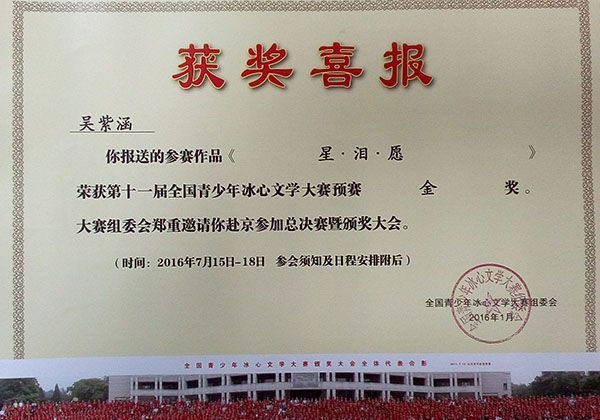 获奖喜报
吴紫涵
你报送的参赛作品《 星·泪·愿 》
荣获第十一届全国青少年冰心文学大赛预赛 金 奖。
大赛组委会郑重邀请你赴京参加总决赛暨颁奖大会。
（时间：2016年7月15日-18日 参会须知及日程安排附后）
全国青少年冰心文学大赛组委会
2016年1月
全国青少年冰心文学大赛颁奖大会全体代表合影